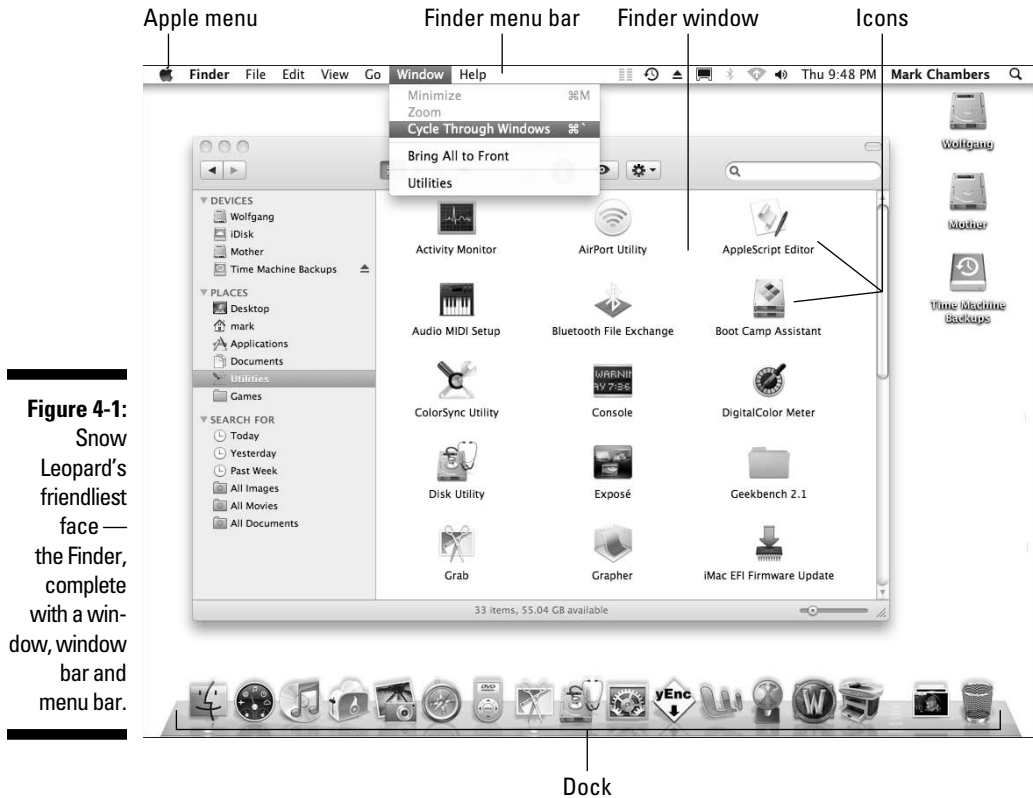 Apple menu
Finder menu bar
Finder window
Icons
Finder File Edit View Go Window Help
Thu 9:48 PM Mark Chambers
Minimize ⌘M
Zoom
Cycle Through Windows ⌘`
Bring All to Front
Utilities
DEVICES
Wolfgang
iDisk
Mother
Time Machine Backups
PLACES
Desktop
mark
Applications
Documents
Utilities
Games
SEARCH FOR
Today
Yesterday
Past Week
All Images
All Movies
All Documents
Activity Monitor
AirPort Utility
AppleScript Editor
Audio MIDI Setup
Bluetooth File Exchange
Boot Camp Assistant
WARNIN
AY 7:36
ColorSync Utility
Console
DigitalColor Meter
Disk Utility
Exposé
Geekbench 2.1
Grab
Grapher
iMac EFI Firmware Update
33 items, 55.04 GB available
Wolfgang
Mother
Time Machine
Backups
Figure 4-1:
Snow
Leopard's
friendliest
face —
the Finder,
complete
with a win-
dow, window
bar and
menu bar.
DVD
yEnc
W
Dock